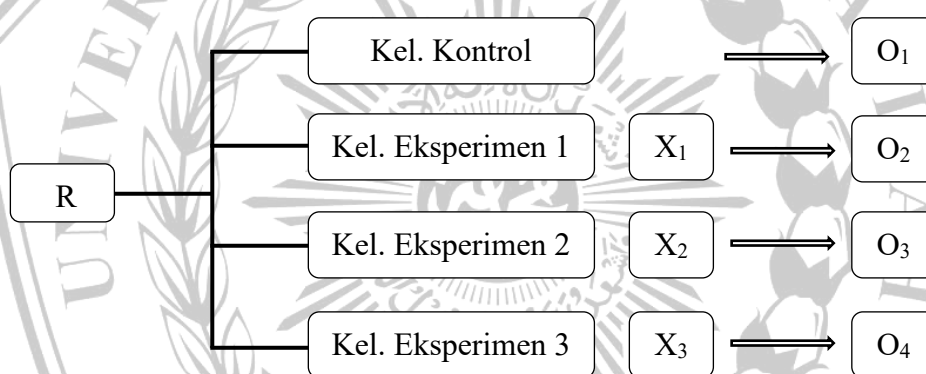 Kel. Kontrol O₁
Kel. Eksperimen 1 X₁ O₂
R
Kel. Eksperimen 2 X₂ O₃
Kel. Eksperimen 3 X₃ O₄